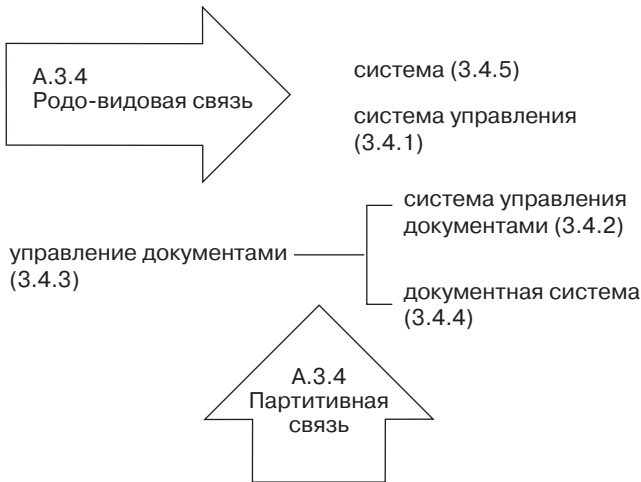 А.3.4
Родо-видовая связь
система (3.4.5)
система управления
(3.4.1)
управление документами
(3.4.3)
система управления
документами (3.4.2)
документная система
(3.4.4)
А.3.4
Партитивная
связь